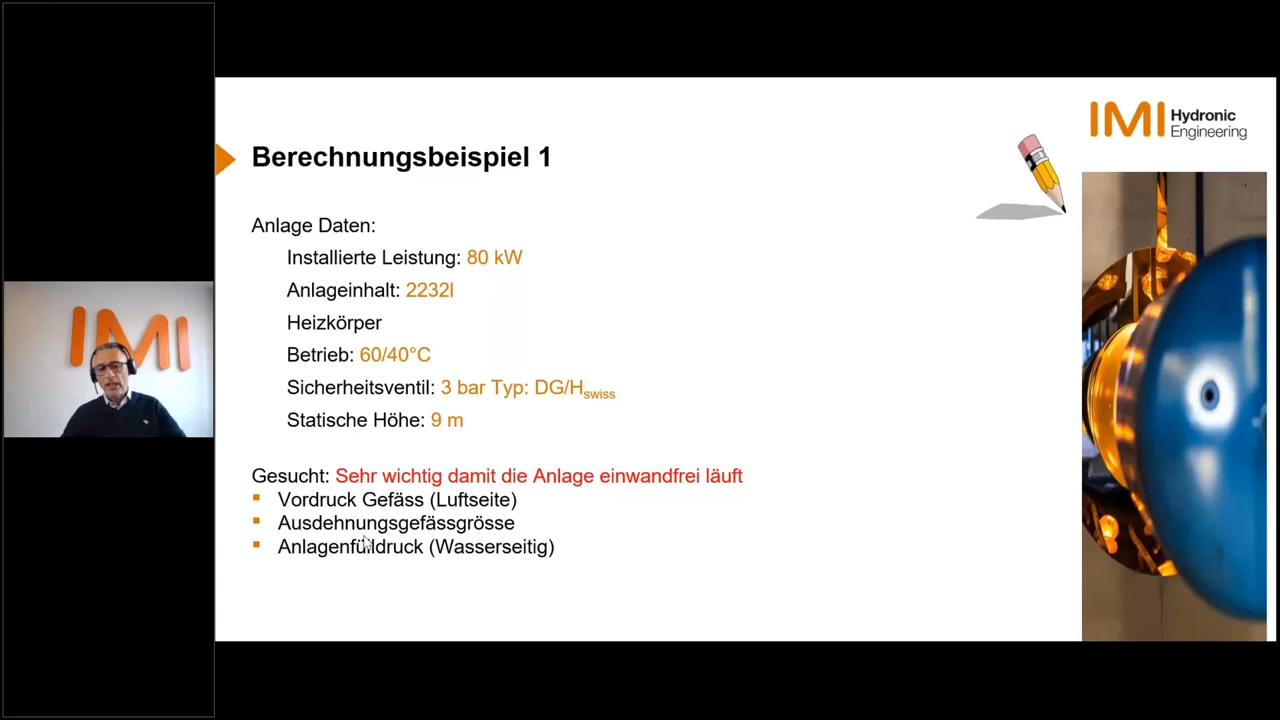 IMI Hydronic
Engineering
Berechnungsbeispiel 1
Anlage Daten:
Installierte Leistung: 80 kW
Anlageinhalt: 2232l
Heizkörper
Betrieb: 60/40°C
Sicherheitsventil: 3 bar Typ: DG/Hswiss
Statische Höhe: 9 m
Gesucht: Sehr wichtig damit die Anlage einwandfrei läuft
Vordruck Gefäss (Luftseite)
Ausdehnungsgefässgrösse
Anlagenfülldruck (Wasserseitig)
IMI